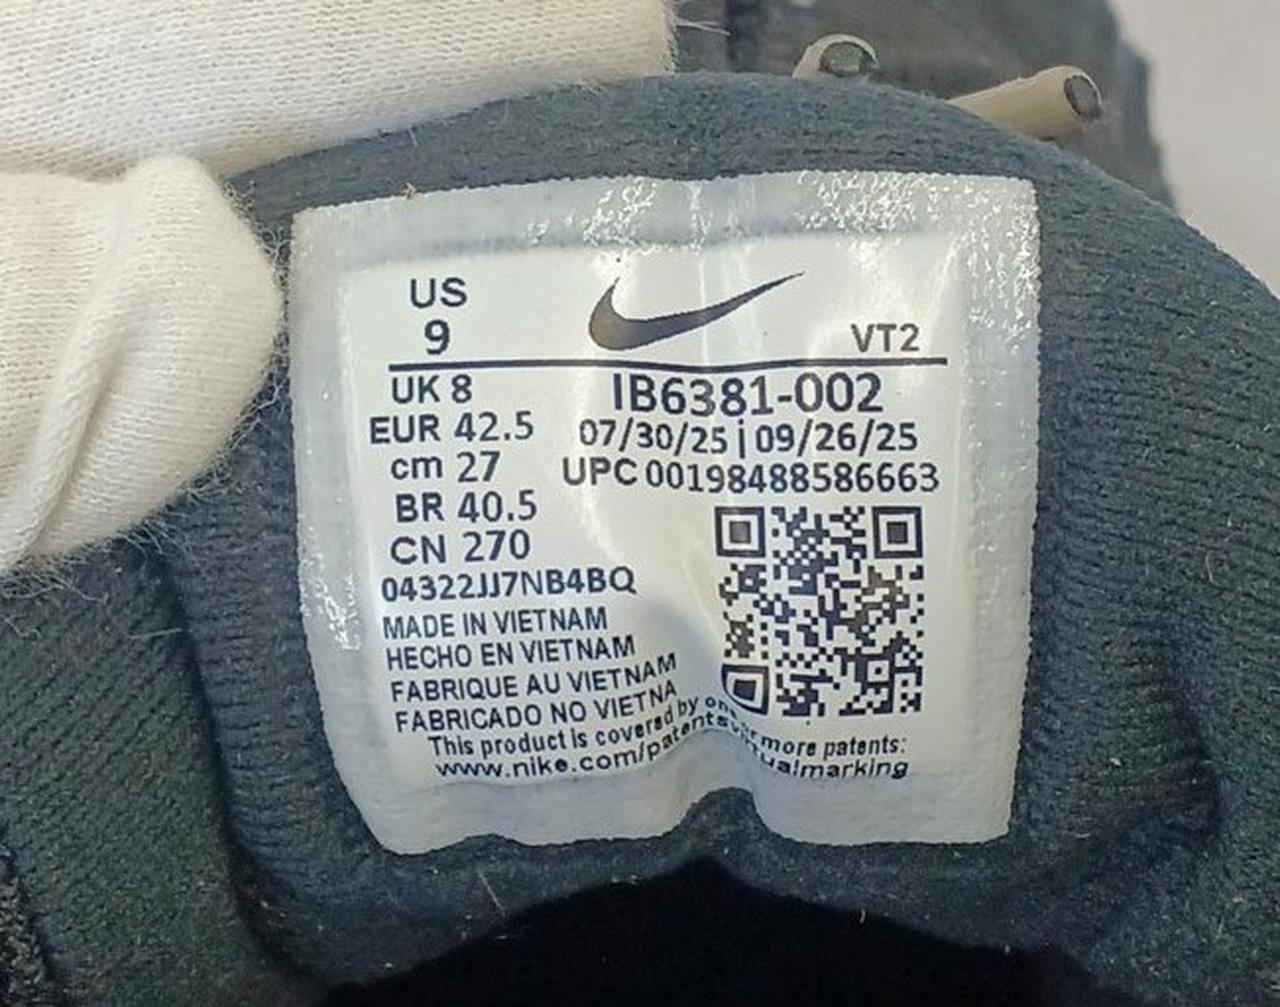 US
9
VT2
UK 8
EUR 42.5
cm 27
BR 40.5
CN 270
IB6381-002
07/30/25 | 09/26/25
UPC 00198488586663
04322JJ7NB4BQ
MADE IN VIETNAM
HECHO EN VIETNAM
FABRIQUE AU VIETNAM
FABRICADO NO VIETNA
This product is covered by one or more patents:
www.nike.com/patentsvirtualmarking